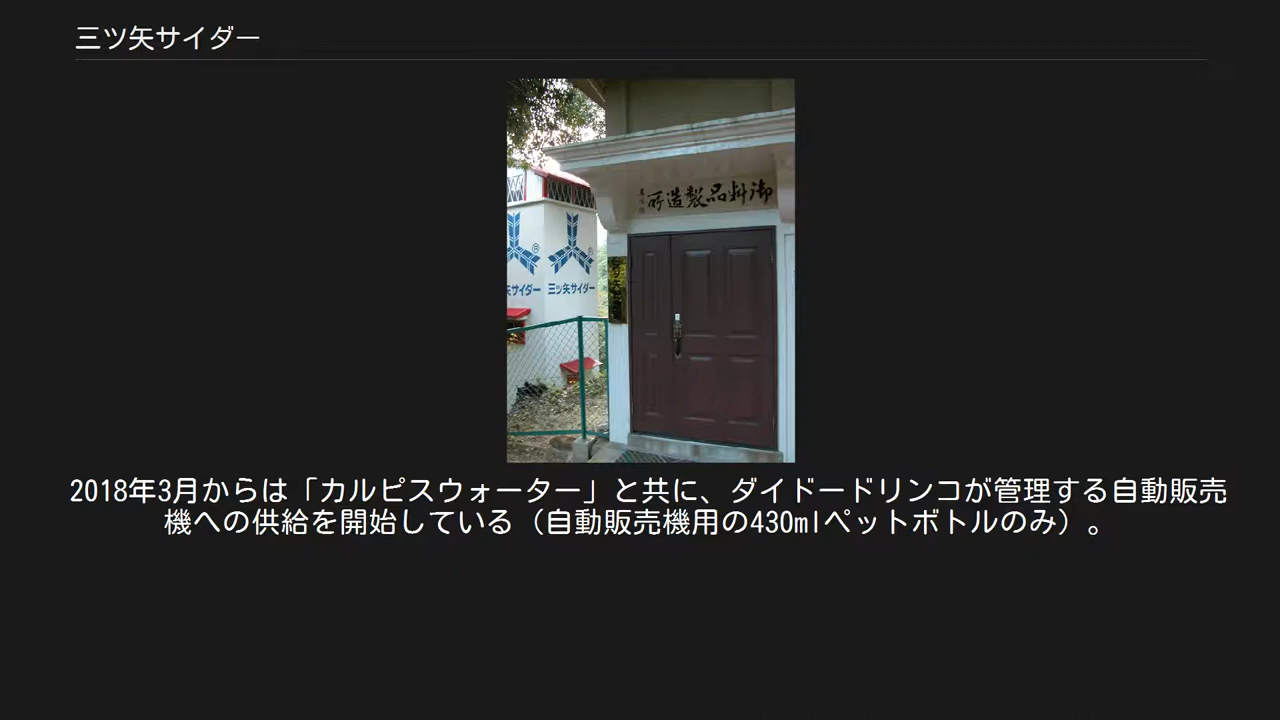 三ツ矢サイダー
御料品製造所
矢サイダー
三ツ矢サイダー
2018年3月からは「カルピスウォーター」と共に、ダイドードリンコが管理する自動販売
機への供給を開始している（自動販売機用の430mlペットボトルのみ）。